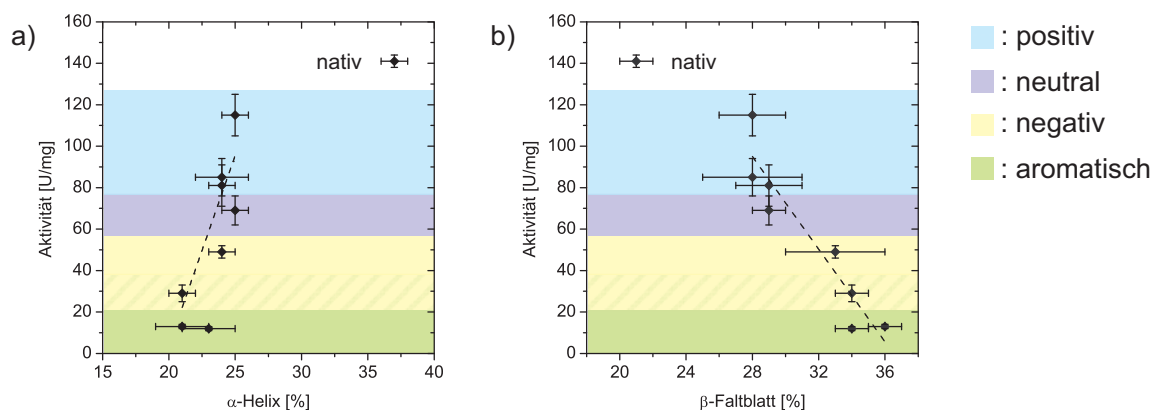 a)
160
140
120
100
80
60
40
20
0
Aktivität [U/mg]
nativ
15 20 25 30 35 40
α-Helix [%]
b)
160
140
120
100
80
60
40
20
0
Aktivität [U/mg]
nativ
20 24 28 32 36
β-Faltblatt [%]
: positiv
: neutral
: negativ
: aromatisch